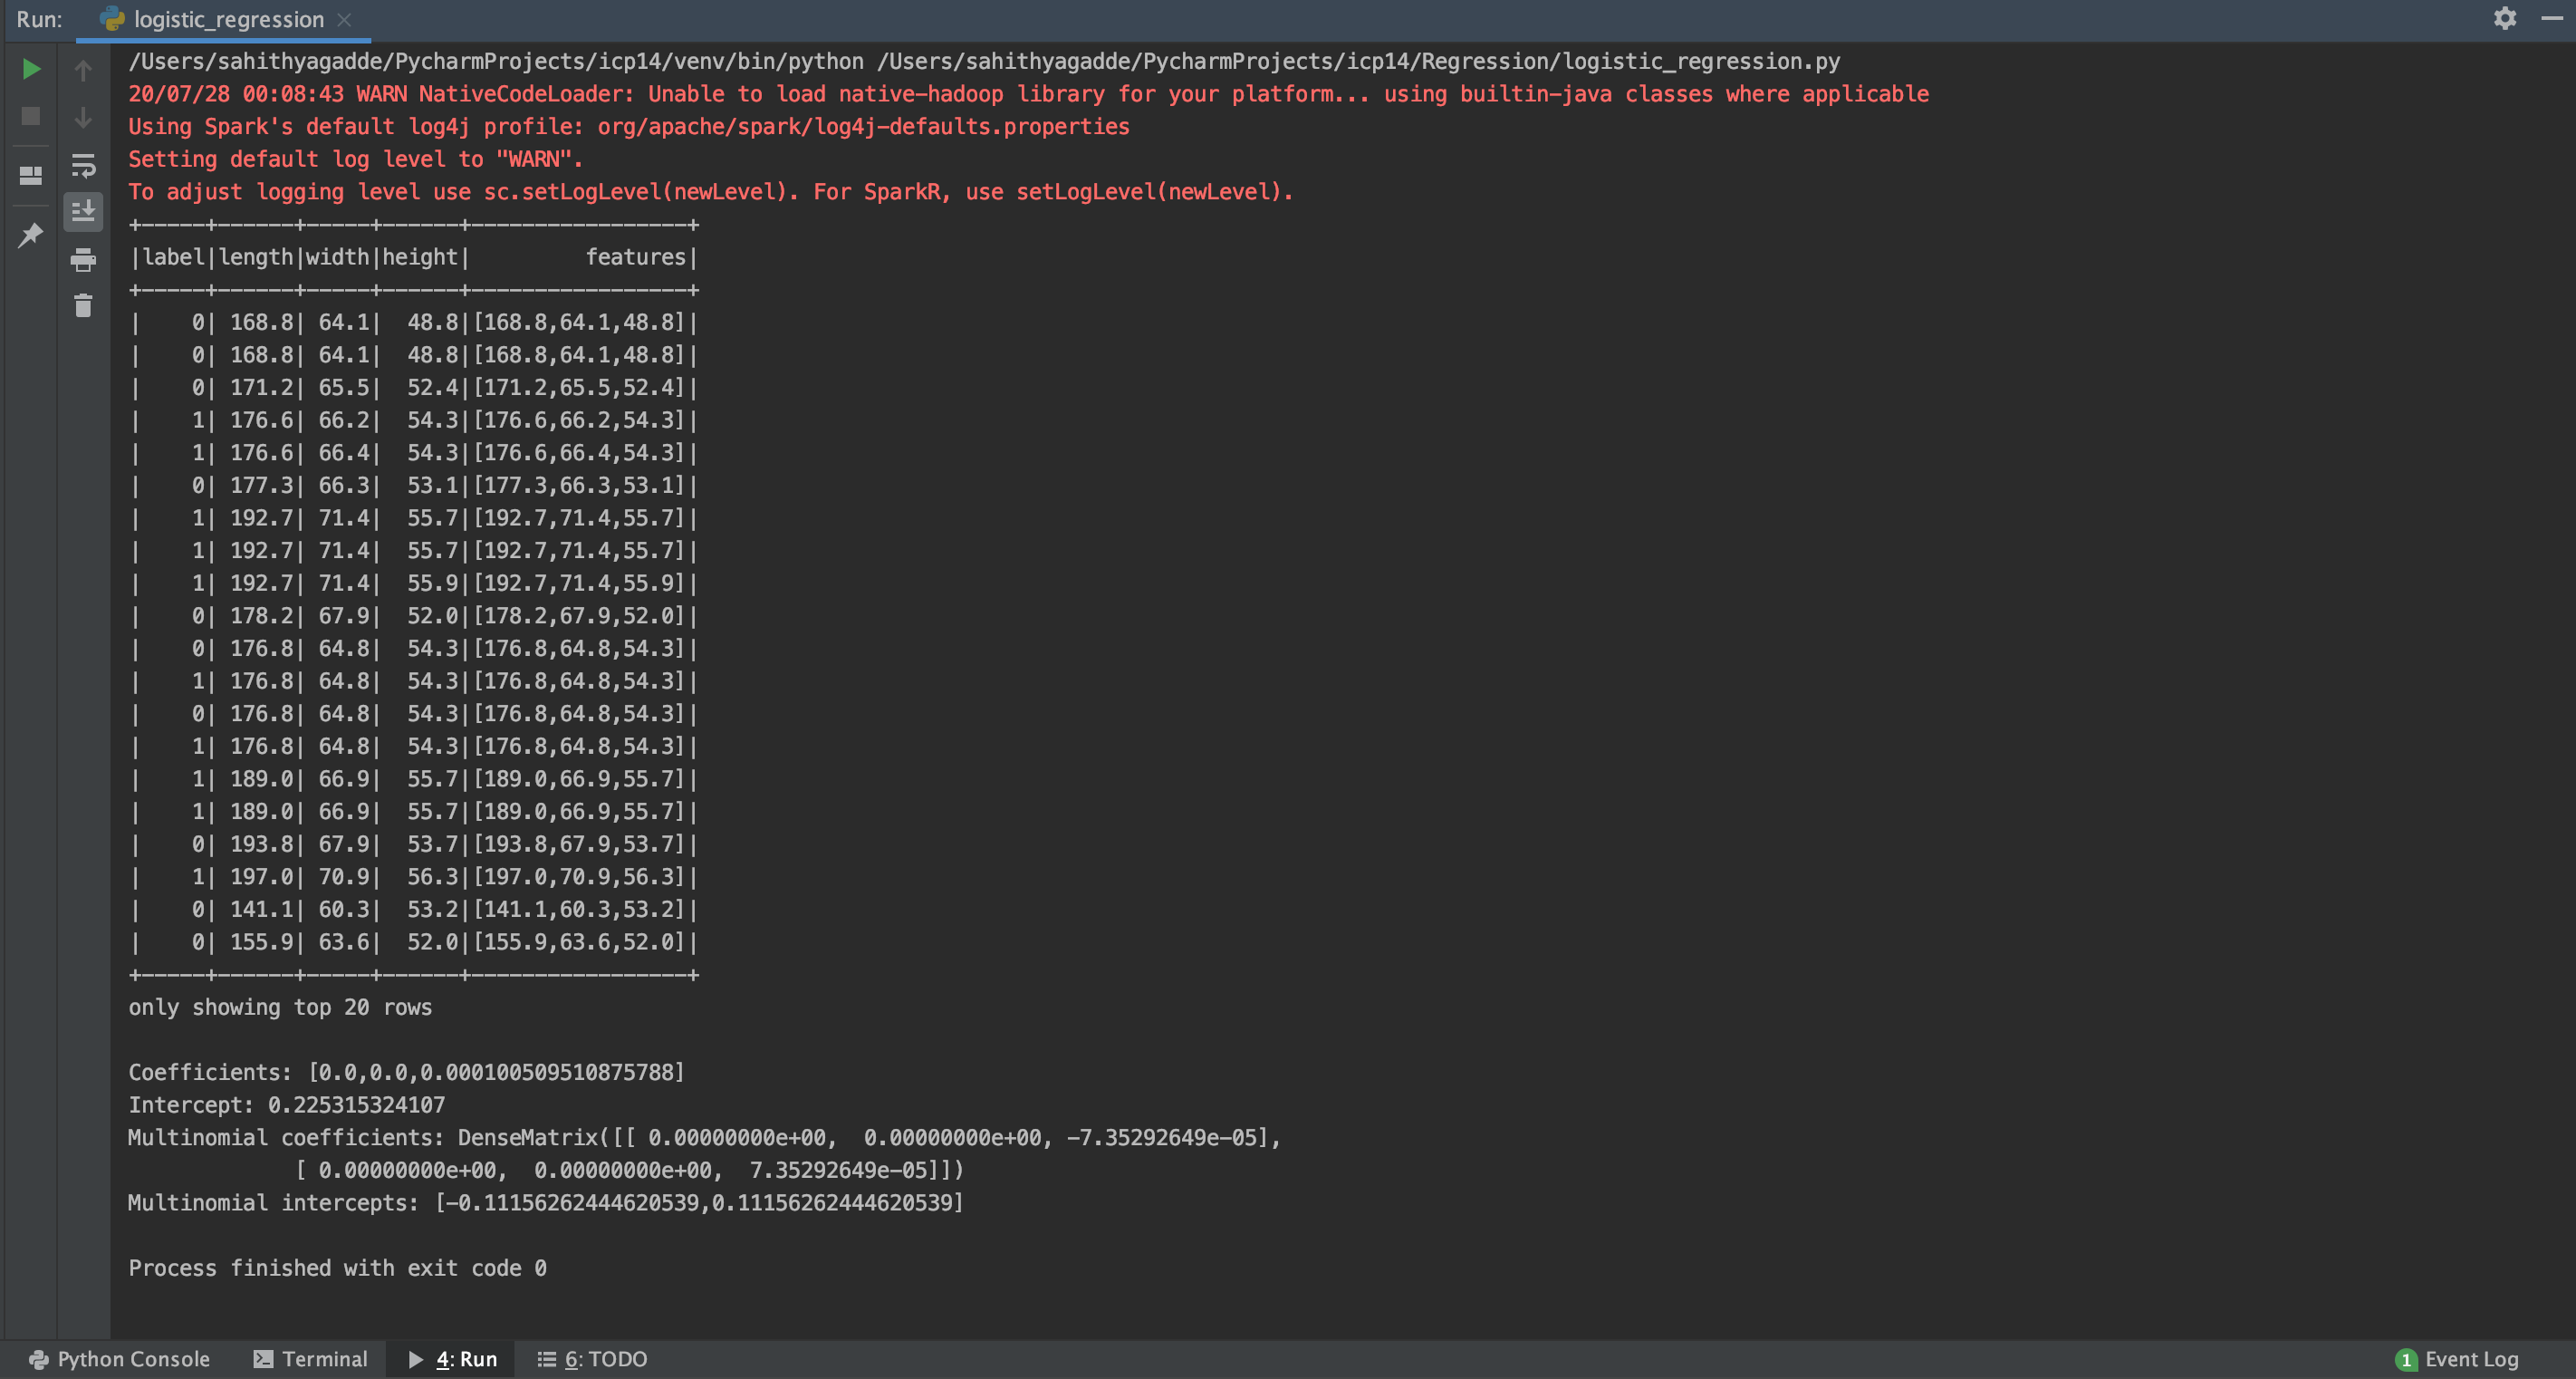 Run: logistic_regression
/Users/sahithyagadde/PycharmProjects/icp14/venv/bin/python /Users/sahithyagadde/PycharmProjects/icp14/Regression/logistic_regression.py
20/07/28 00:08:43 WARN NativeCodeLoader: Unable to load native-hadoop library for your platform... using builtin-java classes where applicable
Using Spark's default log4j profile: org/apache/spark/log4j-defaults.properties
Setting default log level to "WARN".
To adjust logging level use sc.setLogLevel(newLevel). For SparkR, use setLogLevel(newLevel).
+-----+------+-----+------+-----------------+
|label|length|width|height|         features|
+-----+------+-----+------+-----------------+
|    0| 168.8| 64.1|  48.8|[168.8,64.1,48.8]|
|    0| 168.8| 64.1|  48.8|[168.8,64.1,48.8]|
|    0| 171.2| 65.5|  52.4|[171.2,65.5,52.4]|
|    1| 176.6| 66.2|  54.3|[176.6,66.2,54.3]|
|    1| 176.6| 66.4|  54.3|[176.6,66.4,54.3]|
|    0| 177.3| 66.3|  53.1|[177.3,66.3,53.1]|
|    1| 192.7| 71.4|  55.7|[192.7,71.4,55.7]|
|    1| 192.7| 71.4|  55.7|[192.7,71.4,55.7]|
|    1| 192.7| 71.4|  55.9|[192.7,71.4,55.9]|
|    0| 178.2| 67.9|  52.0|[178.2,67.9,52.0]|
|    0| 176.8| 64.8|  54.3|[176.8,64.8,54.3]|
|    1| 176.8| 64.8|  54.3|[176.8,64.8,54.3]|
|    0| 176.8| 64.8|  54.3|[176.8,64.8,54.3]|
|    1| 176.8| 64.8|  54.3|[176.8,64.8,54.3]|
|    1| 189.0| 66.9|  55.7|[189.0,66.9,55.7]|
|    1| 189.0| 66.9|  55.7|[189.0,66.9,55.7]|
|    0| 193.8| 67.9|  53.7|[193.8,67.9,53.7]|
|    1| 197.0| 70.9|  56.3|[197.0,70.9,56.3]|
|    0| 141.1| 60.3|  53.2|[141.1,60.3,53.2]|
|    0| 155.9| 63.6|  52.0|[155.9,63.6,52.0]|
+-----+------+-----+------+-----------------+
only showing top 20 rows
Coefficients: [0.0,0.0,0.000100509510875788]
Intercept: 0.225315324107
Multinomial coefficients: DenseMatrix([[ 0.00000000e+00,  0.00000000e+00, -7.35292649e-05],
[ 0.00000000e+00,  0.00000000e+00,  7.35292649e-05]])
Multinomial intercepts: [-0.11156262444620539,0.11156262444620539]
Process finished with exit code 0
Python Console Terminal 4: Run 6: TODO 1 Event Log